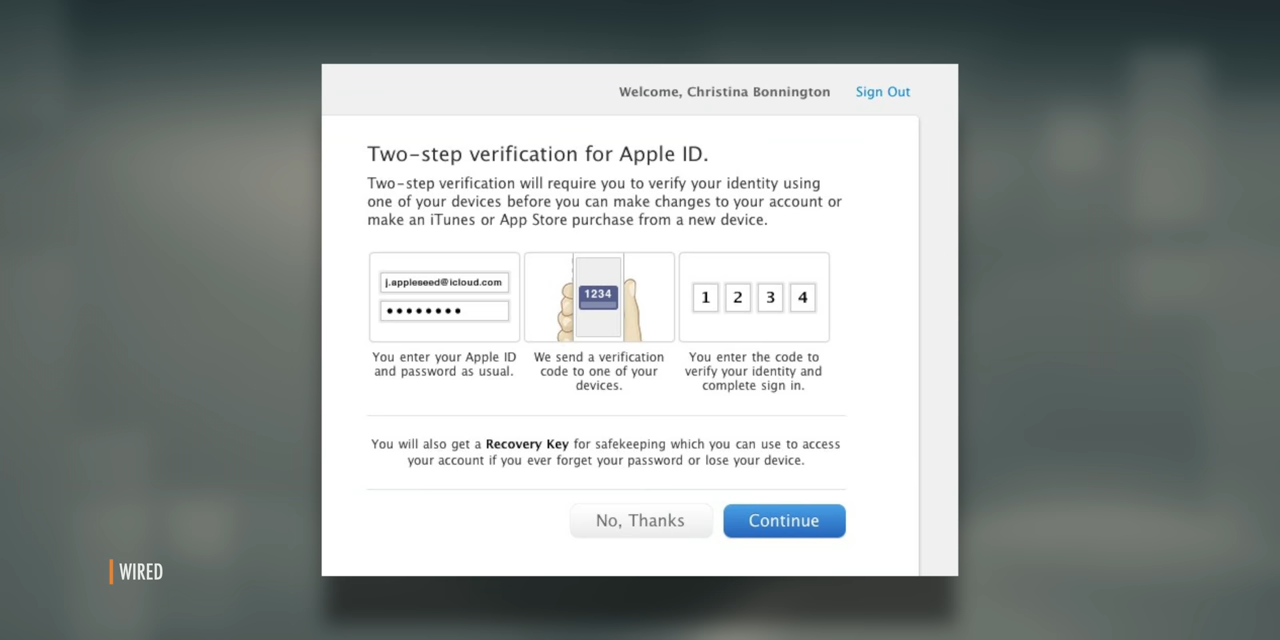 Welcome, Christina Bonnington Sign Out
Two-step verification for Apple ID.
Two-step verification will require you to verify your identity using
one of your devices before you can make changes to your account or
make an iTunes or App Store purchase from a new device.
j.appleseed@icloud.com
••••••••
1234
1 2 3 4
You enter your Apple ID
and password as usual.
We send a verification
code to one of your
devices.
You enter the code to
verify your identity and
complete sign in.
You will also get a Recovery Key for safekeeping which you can use to access
your account if you ever forget your password or lose your device.
No, Thanks
Continue
WIRED